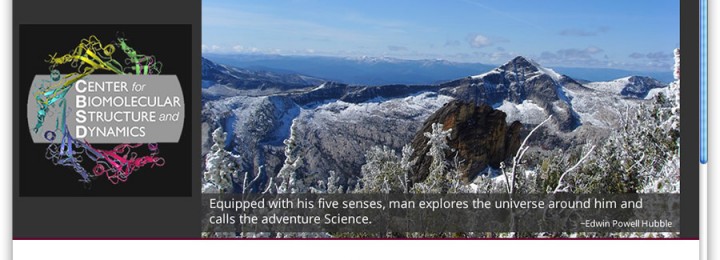 CENTER for
BIOMOLECULAR
STRUCTURE and
DYNAMICS
Equipped with his five senses, man explores the universe around him and
calls the adventure Science.
~Edwin Powell Hubble